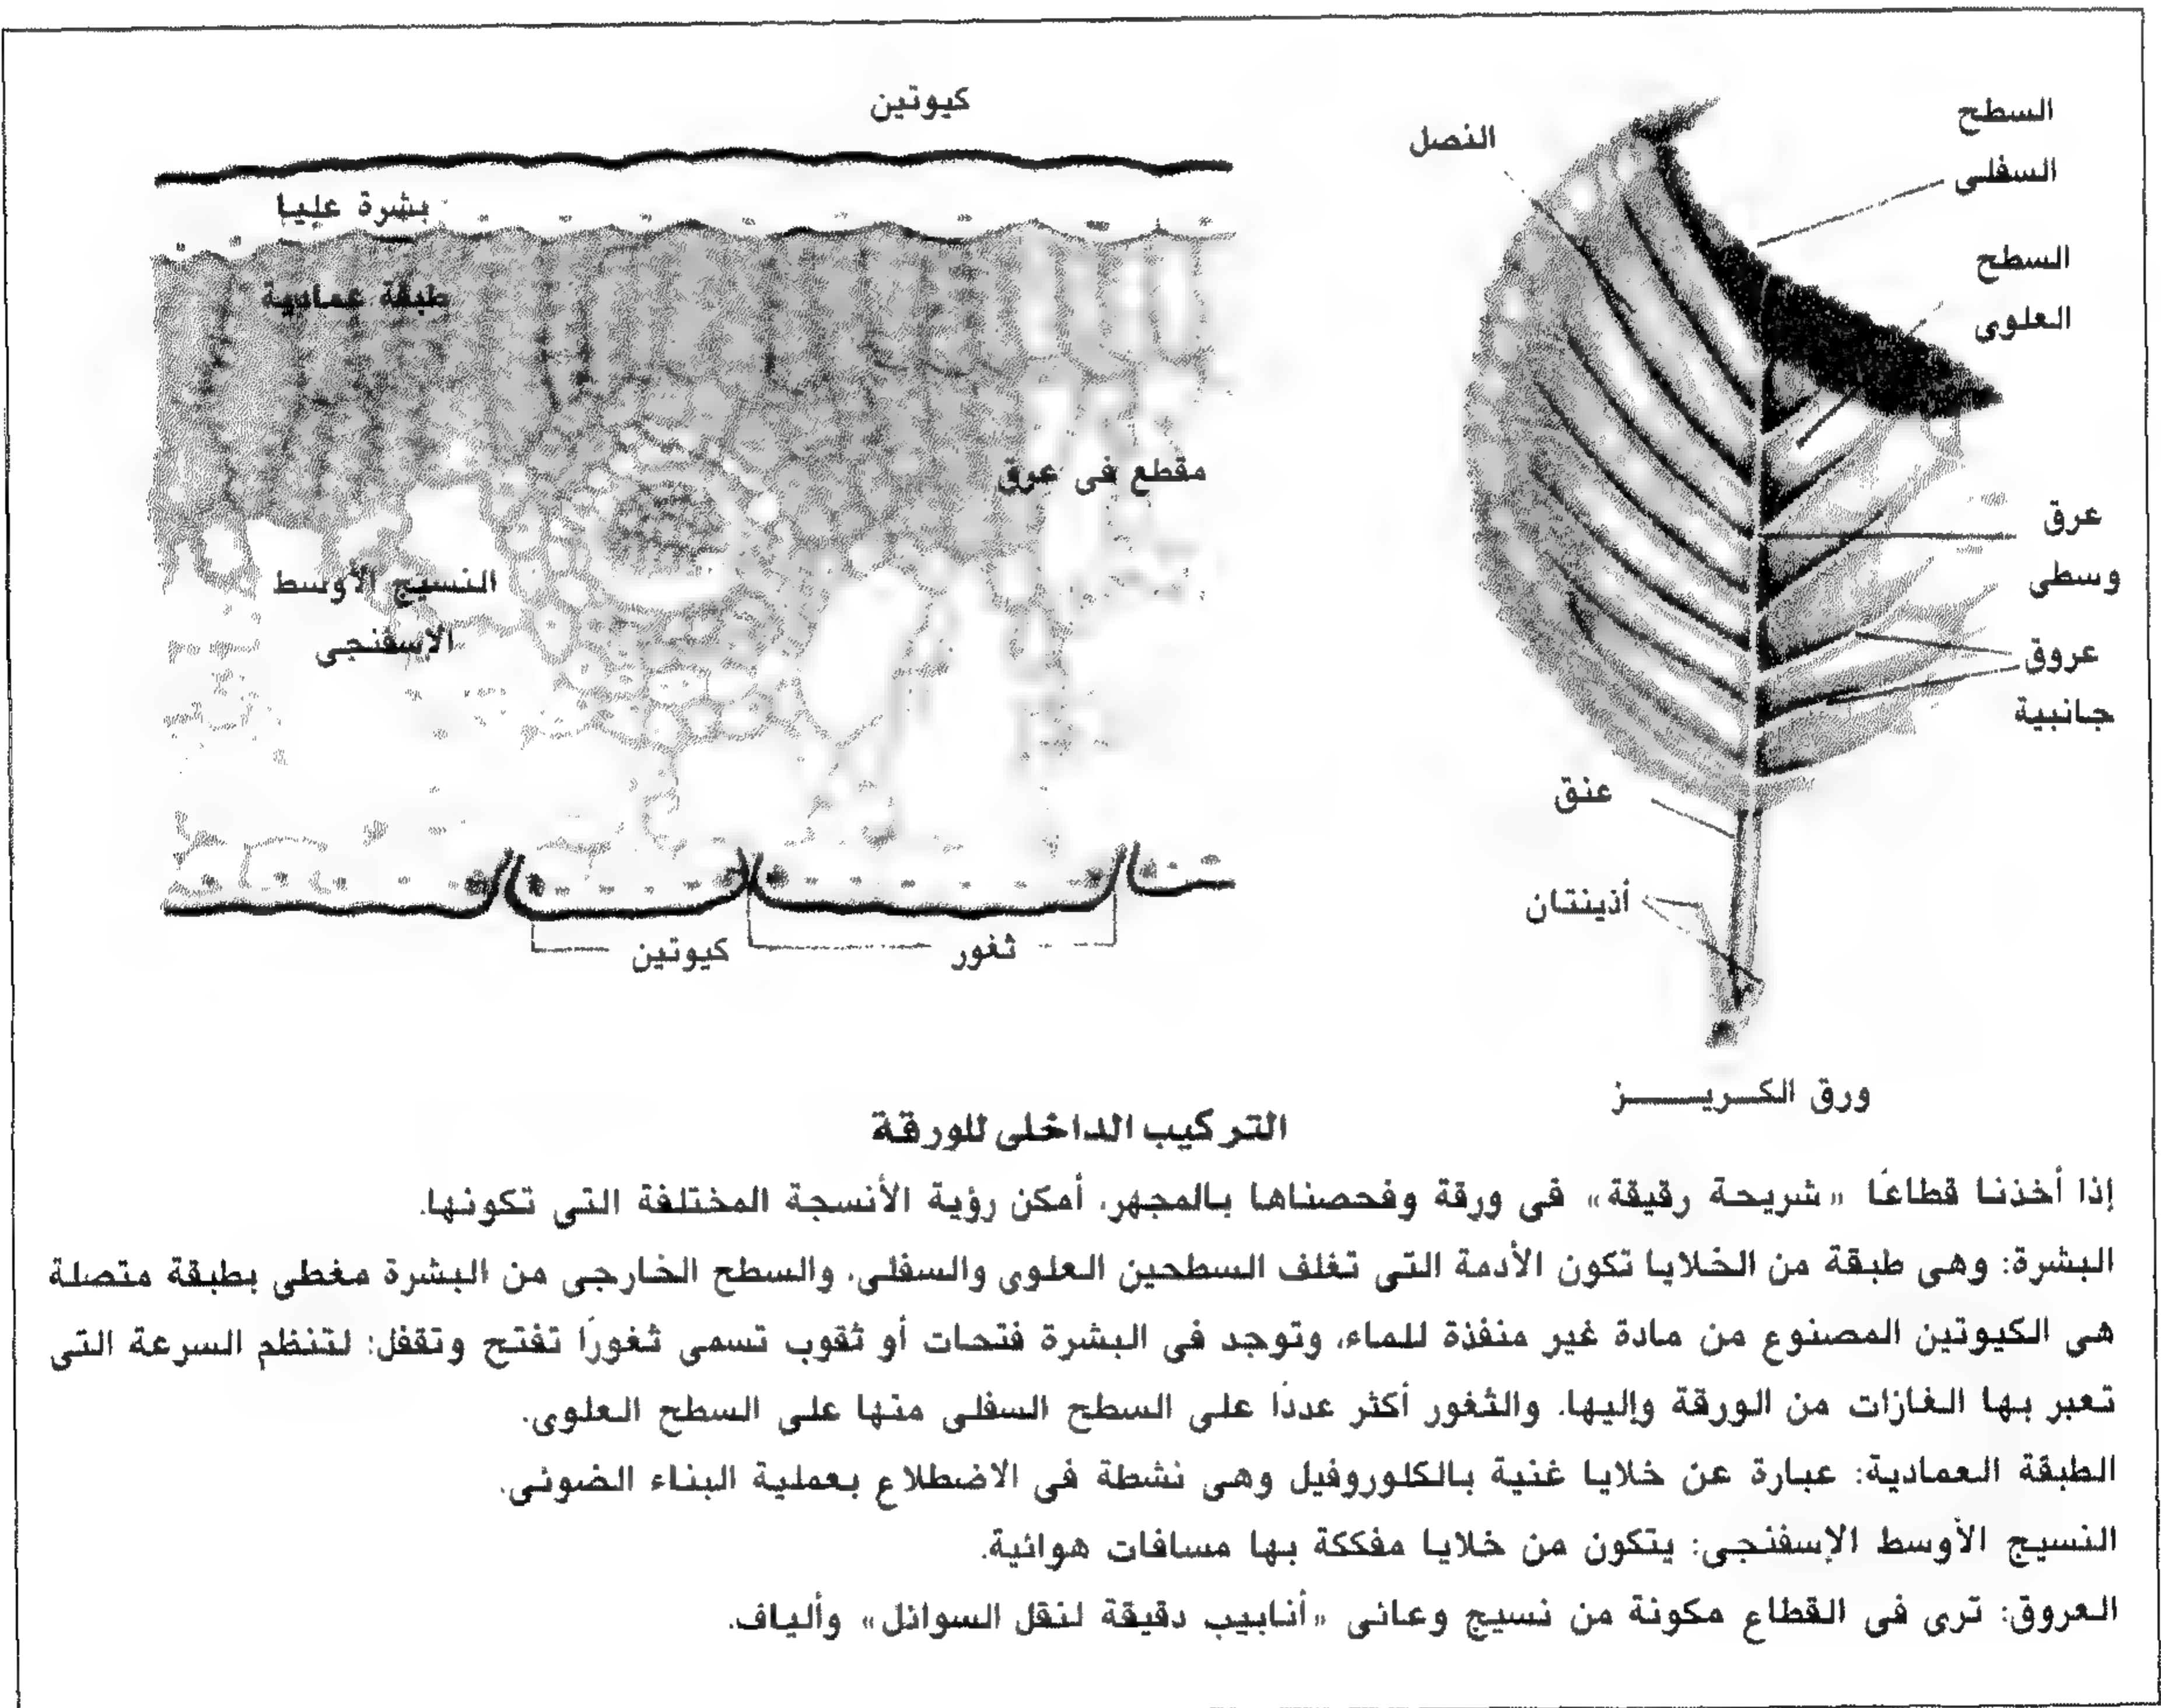 السطح
السفلى
السطح
العلوى
النصل
عرق
وسطى
عروق
جانبية
عنق
أذينتان
ورق الكريـــــز
كيوتين
بشرة عليا
طبقة عمادية
مقطع فى عرق
النسيج الأوسط
الاسفنجى
كيوتين
ثغور
التركيب الداخلى للورقة
إذا أخذنا قطاعًا «شريحة رقيقة» فى ورقة وفحصناها بالمجهر، أمكن رؤية الأنسجة المختلفة التى تكونها.
البشرة: وهى طبقة من الخلايا تكون الأدمة التى تغلف السطحين العلوى والسفلى، والسطح الخارجى من البشرة مغطى بطبقة متصلة
هى الكيوتين المصنوع من مادة غير منفذة للماء، وتوجد فى البشرة فتحات أو ثقوب تسمى ثغورًا تفتح وتقفل: لتنظم السرعة التى
تعبر بها الغازات من الورقة وإليها. والثغور أكثر عددًا على السطح السفلى منها على السطح العلوى.
الطبقة العمادية: عبارة عن خلايا غنية بالكلوروفيل وهى نشطة فى الاضطلاع بعملية البناء الضوئى.
النسيج الأوسط الإسفنجى: يتكون من خلايا مفككة بها مسافات هوائية.
العروق: ترى فى القطاع مكونة من نسيج وعائى «أنابيب دقيقة لنقل السوائل» وألياف.